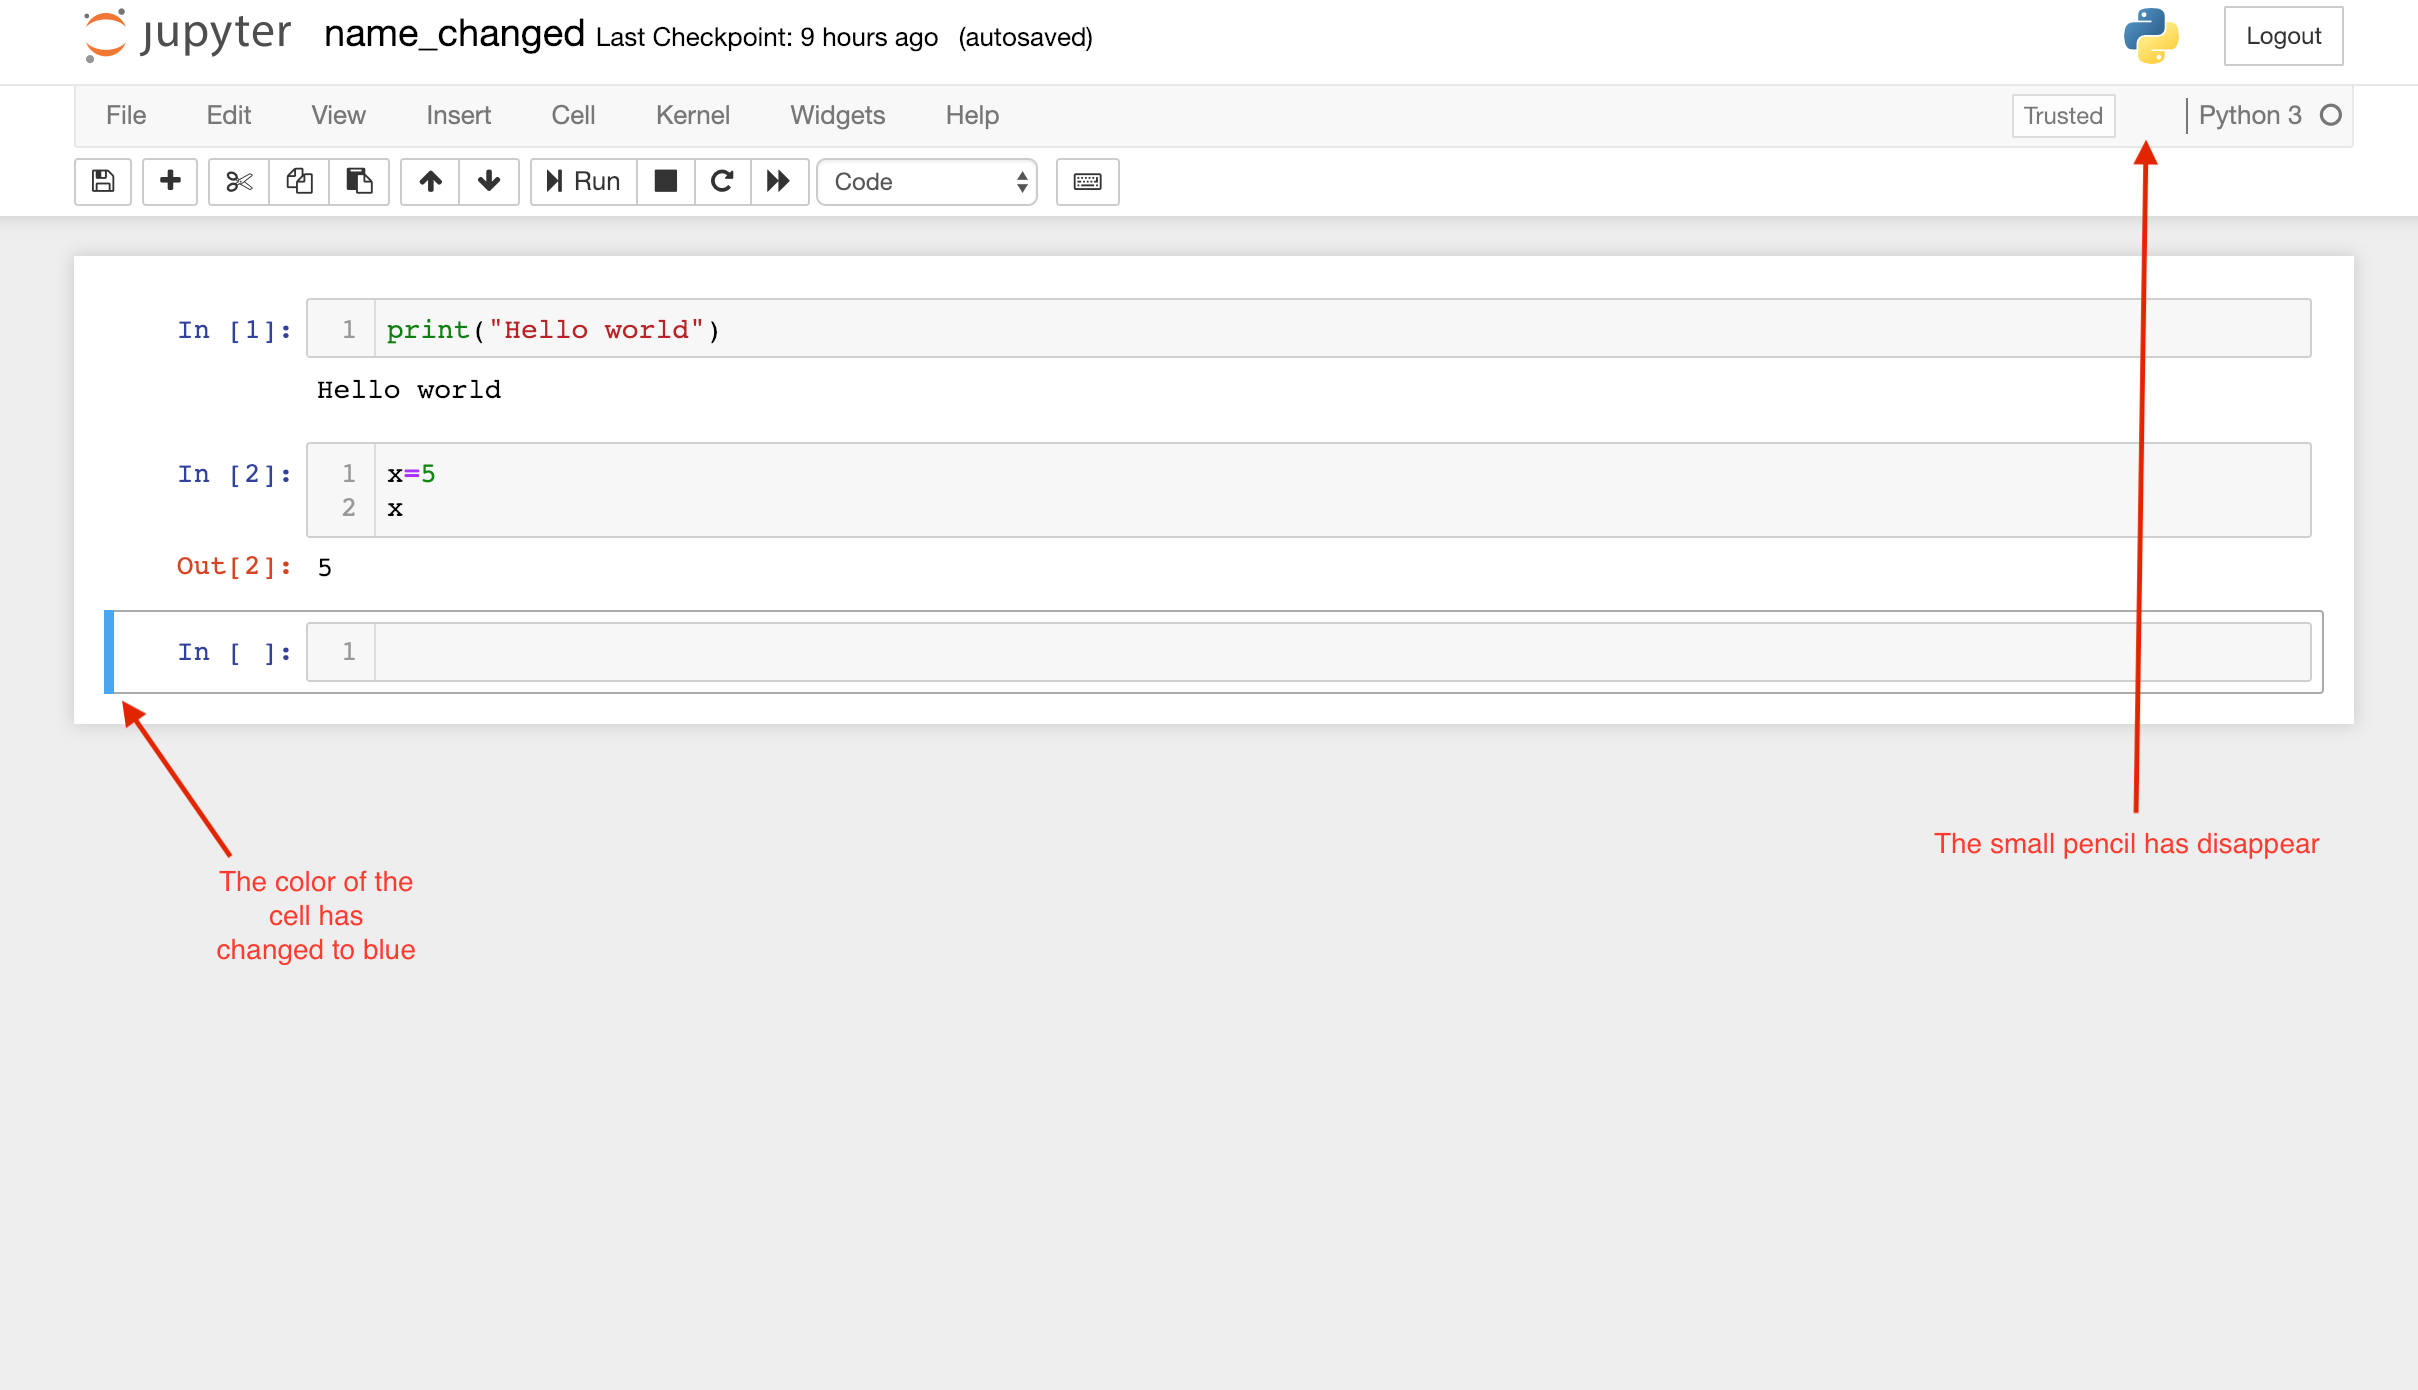 jupyter name_changed Last Checkpoint: 9 hours ago (autosaved)
Logout
File Edit View Insert Cell Kernel Widgets Help Trusted Python 3
Run Code
In [1]: 1 print("Hello world")
Hello world
In [2]: 1 x=5
2 x
Out[2]: 5
In [ ]: 1
The small pencil has disappear
The color of the
cell has
changed to blue